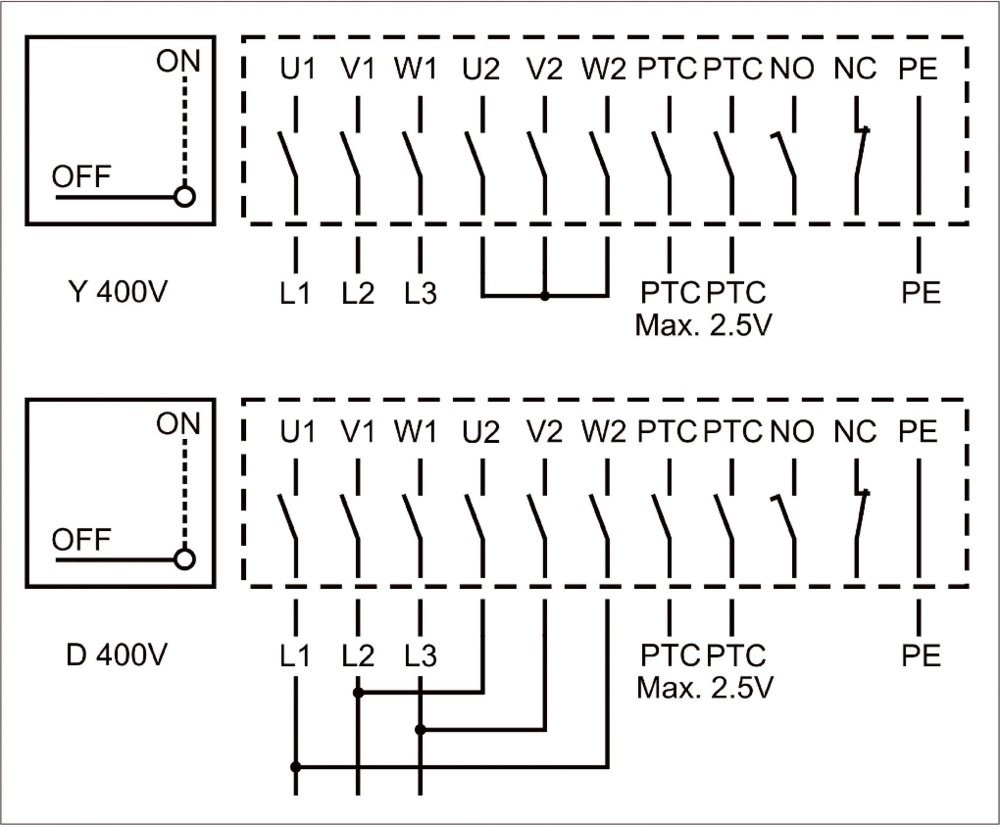 ON
OFF
U1 V1 W1 U2 V2 W2 PTC PTC NO NC PE
Y 400V
L1 L2 L3 PTC PTC PE
Max. 2.5V
ON
OFF
U1 V1 W1 U2 V2 W2 PTC PTC NO NC PE
D 400V
L1 L2 L3 PTC PTC PE
Max. 2.5V